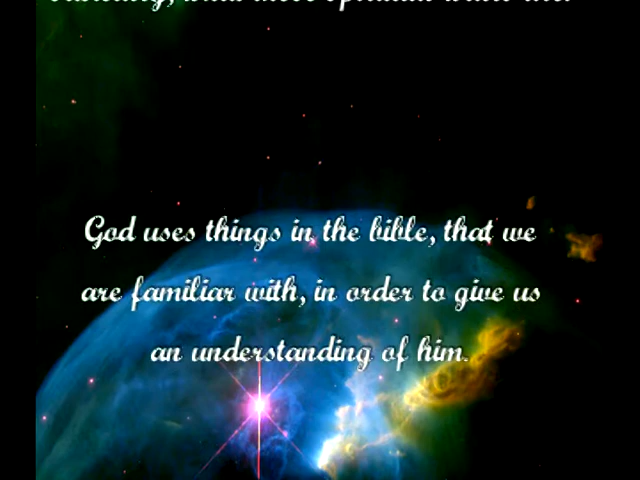 God uses things in the bible, that we
are familiar with, in order to give us
an understanding of him.